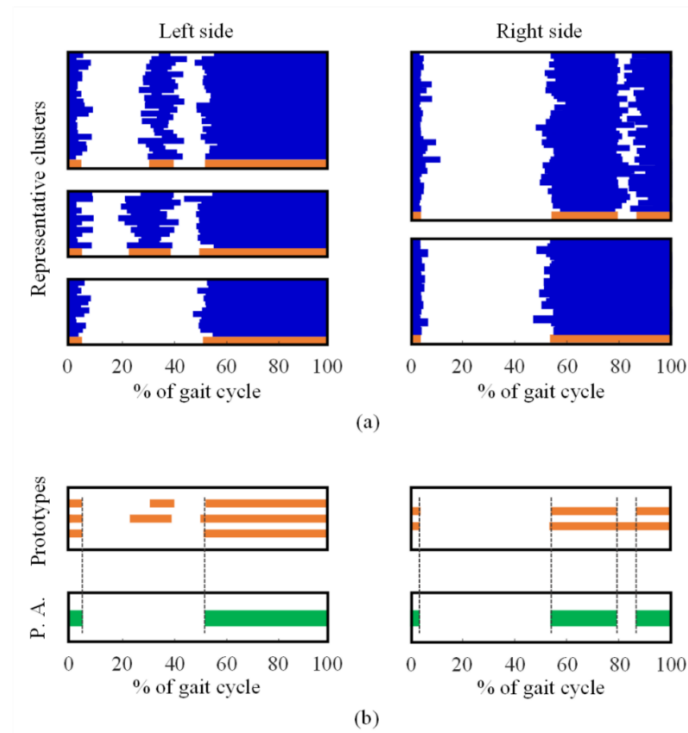 Left side
Right side
Representative clusters
0 20 40 60 80 100
0 20 40 60 80 100
% of gait cycle
% of gait cycle
(a)
Prototypes
P. A.
0 20 40 60 80 100
0 20 40 60 80 100
% of gait cycle
% of gait cycle
(b)